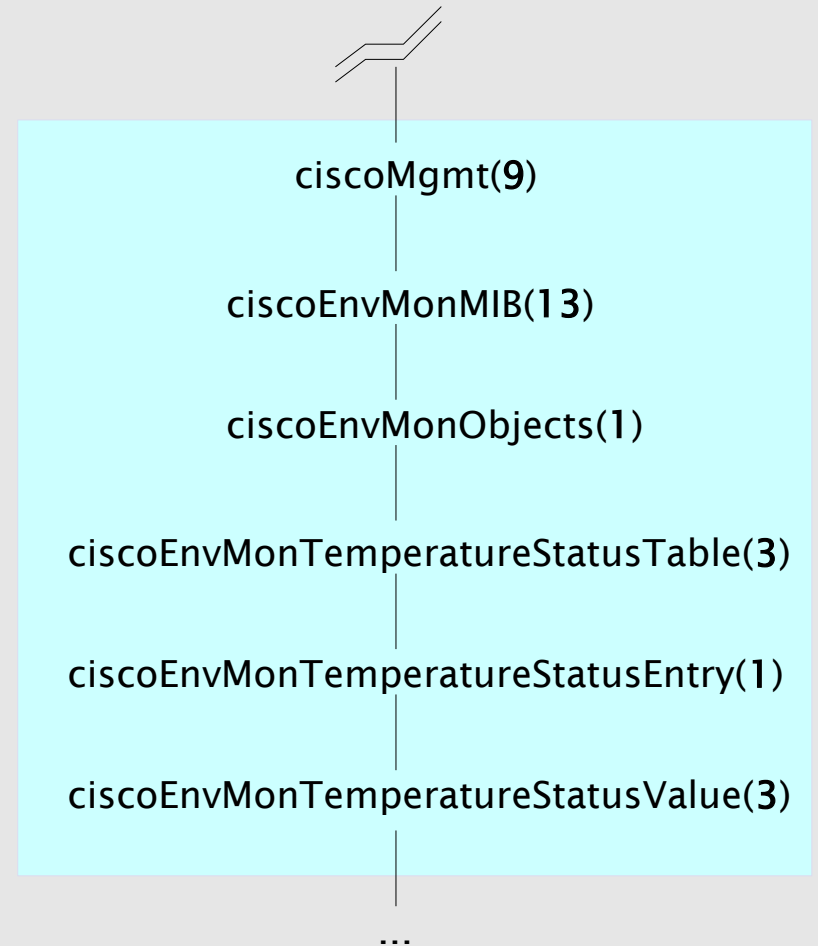 ciscoMgmt(9)
ciscoEnvMonMIB(13)
ciscoEnvMonObjects(1)
ciscoEnvMonTemperatureStatusTable(3)
ciscoEnvMonTemperatureStatusEntry(1)
ciscoEnvMonTemperatureStatusValue(3)
...